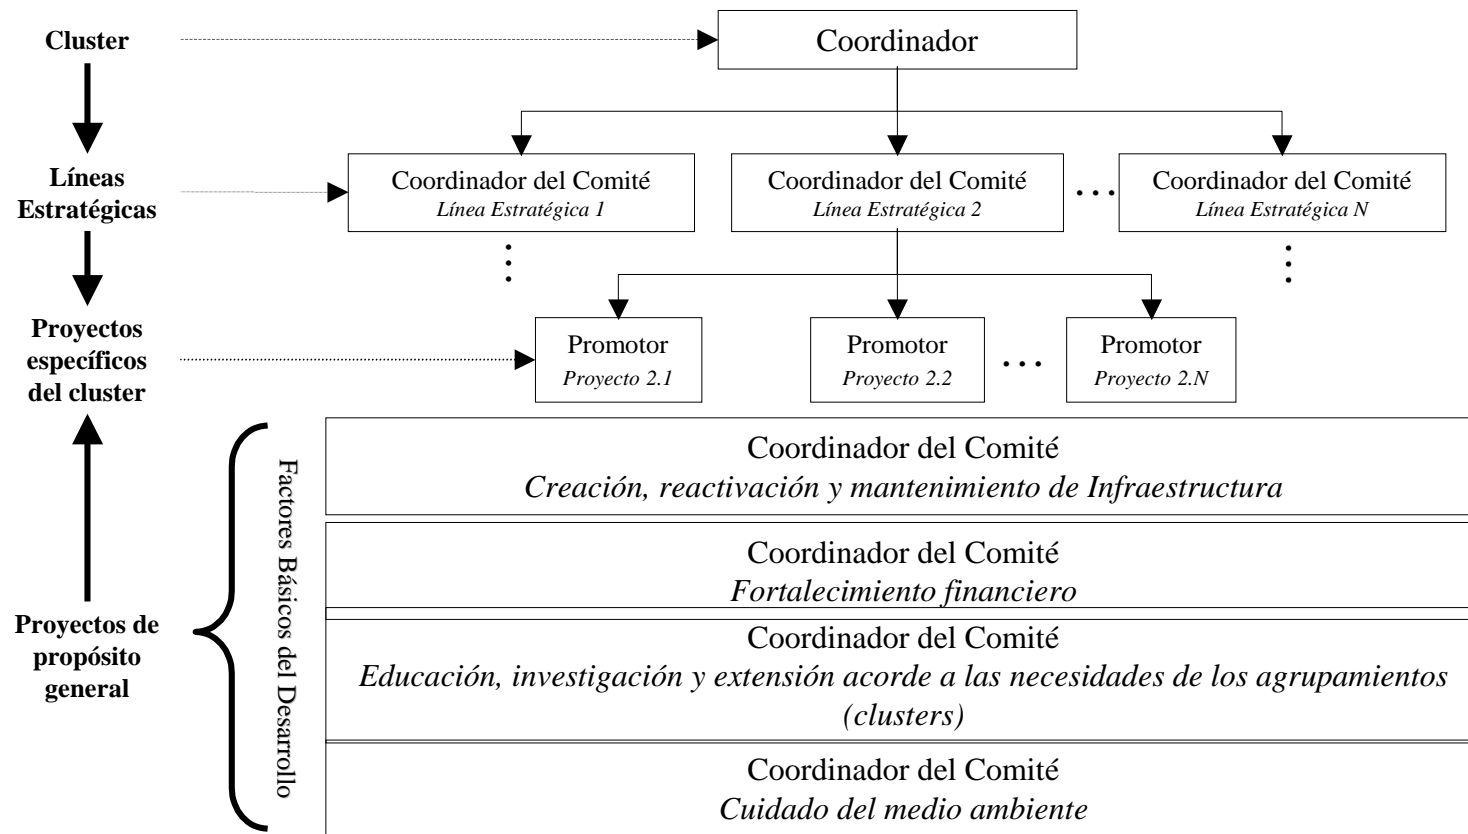 Cluster
Coordinador
Líneas
Estratégicas
Coordinador del Comité
Línea Estratégica 1
Coordinador del Comité
Línea Estratégica 2
...
Coordinador del Comité
Línea Estratégica N
Proyectos
específicos
del cluster
Promotor
Proyecto 2.1
Promotor
Proyecto 2.2
...
Promotor
Proyecto 2.N
Proyectos de
propósito
general
Factores Básicos del Desarrollo
Coordinador del Comité
Creación, reactivación y mantenimiento de Infraestructura
Coordinador del Comité
Fortalecimiento financiero
Coordinador del Comité
Educación, investigación y extensión acorde a las necesidades de los agrupamientos
(clusters)
Coordinador del Comité
Cuidado del medio ambiente